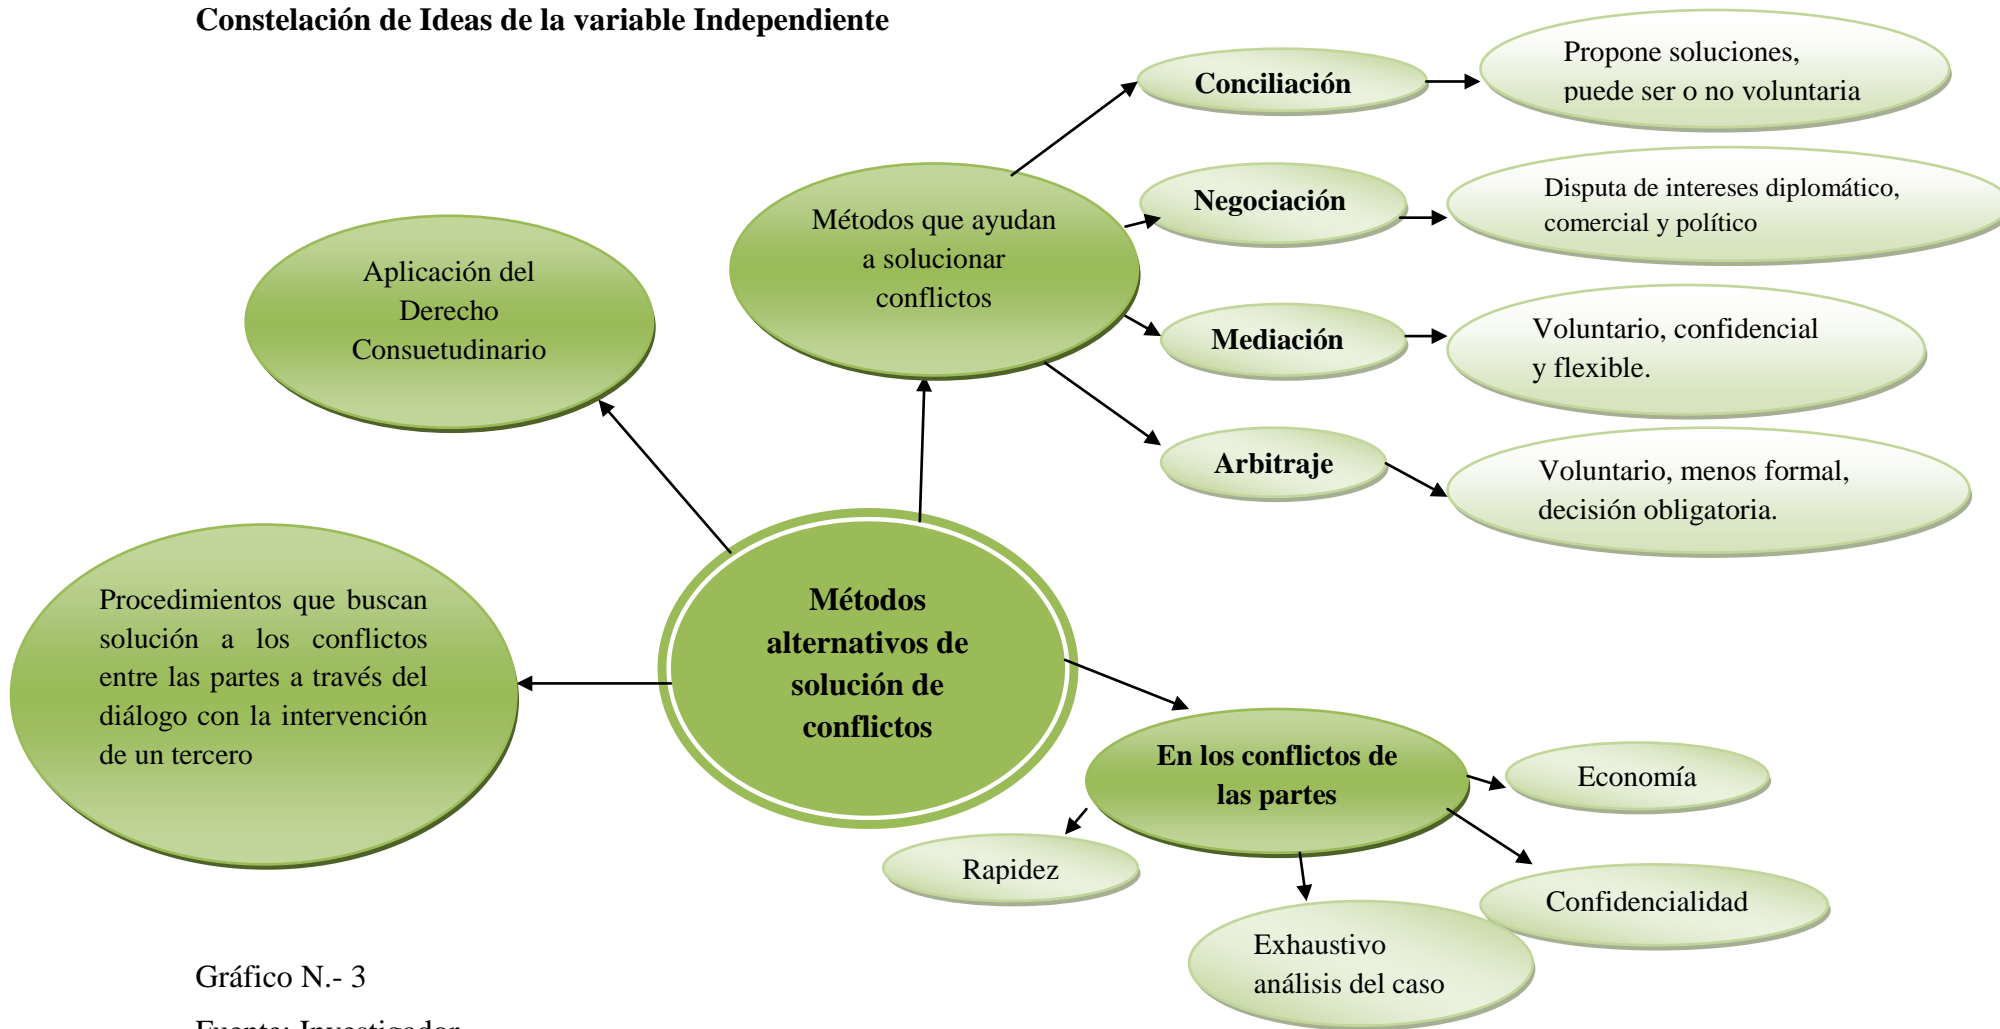 Constelación de Ideas de la variable Independiente
Conciliación
Propone soluciones,
puede ser o no voluntaria
Métodos que ayudan
a solucionar
conflictos
Negociación
Disputa de intereses diplomático,
comercial y político
Aplicación del
Derecho
Consuetudinario
Mediación
Voluntario, confidencial
y flexible.
Arbitraje
Voluntario, menos formal,
decisión obligatoria.
Procedimientos que buscan
solución a los conflictos
entre las partes a través del
diálogo con la intervención
de un tercero
Métodos
alternativos de
solución de
conflictos
En los conflictos de
las partes
Economía
Rapidez
Confidencialidad
Exhaustivo
análisis del caso
Gráfico N.- 3
Fuente: Investigador